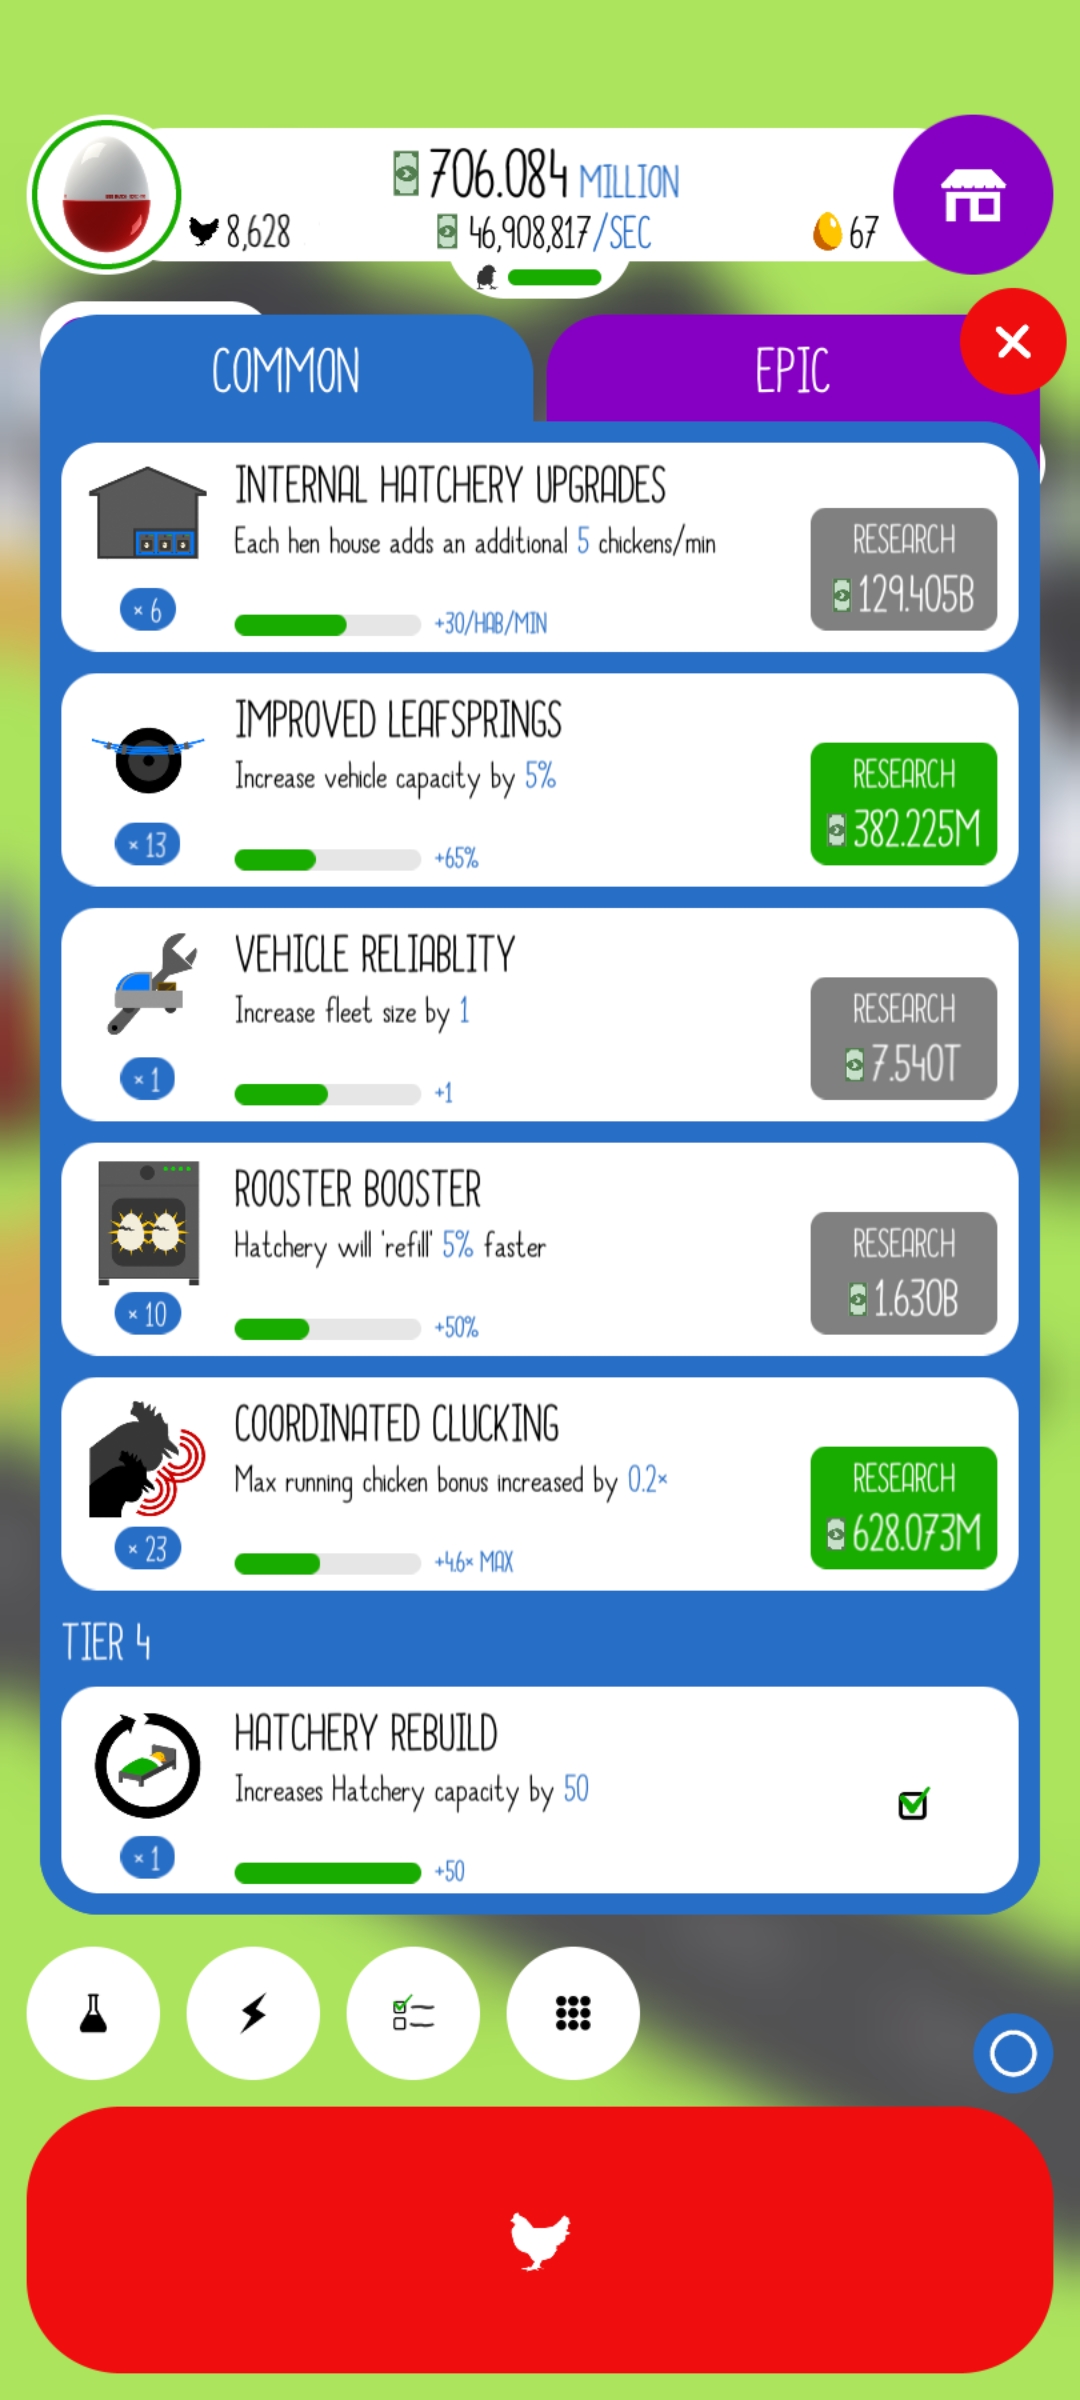 706.084 MILLION
8,628
46,908,817/SEC
67
COMMON
EPIC
INTERNAL HATCHERY UPGRADES
Each hen house adds an additional 5 chickens/min
RESEARCH
129.405B
× 6
+30/HAB/MIN
IMPROVED LEAFSPRINGS
Increase vehicle capacity by 5%
RESEARCH
382.225M
× 13
+65%
VEHICLE RELIABLITY
Increase fleet size by 1
RESEARCH
7.540T
× 1
+1
ROOSTER BOOSTER
Hatchery will 'refill' 5% faster
RESEARCH
1.630B
× 10
+50%
COORDINATED CLUCKING
Max running chicken bonus increased by 0.2×
RESEARCH
628.073M
× 23
+4.6× MAX
TIER 4
HATCHERY REBUILD
Increases Hatchery capacity by 50
× 1
+50